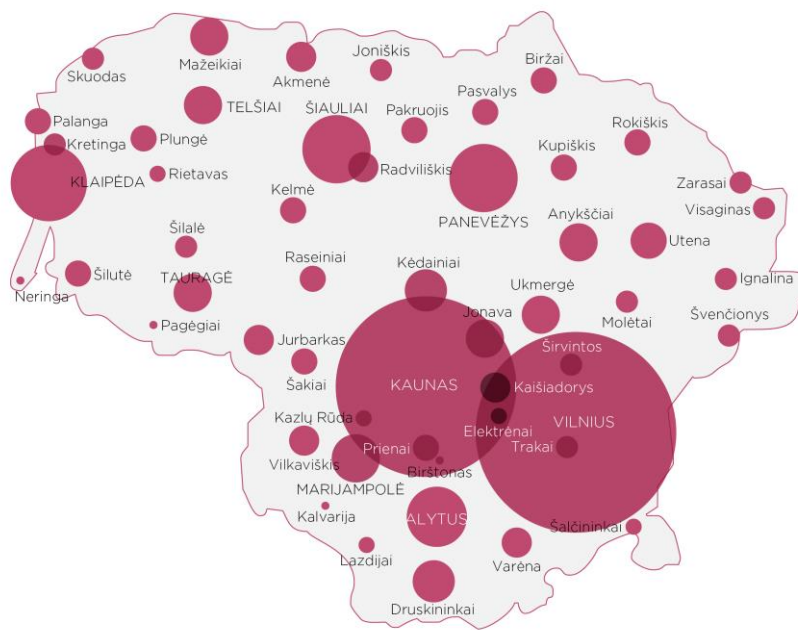 Skuodas
Mažeikiai
Akmenė
Joniškis
Biržai
Palanga
TELŠIAI
ŠIAULIAI
Pakruojis
Pasvalys
Rokiškis
Kretinga
Plungė
Kupiškis
KLAIPĖDA
Rietavas
Radviliškis
Zarasai
Kelmė
PANEVĖŽYS
Anykščiai
Visaginas
Šilalė
Utena
Šilutė
TAURAGĖ
Raseiniai
Kėdainiai
Ukmergė
Ignalina
Neringa
Molėtai
Švenčionys
Pagėgiai
Jurbarkas
Jonava
Širvintos
Šakiai
KAUNAS
Kaišiadorys
Kazlų Rūda
Elektrėnai
VILNIUS
Vilkaviškis
Prienai
Trakai
Birštonas
MARIJAMPOLĖ
Kalvarija
ALYTUS
Šalčininkai
Lazdijai
Varėna
Druskininkai